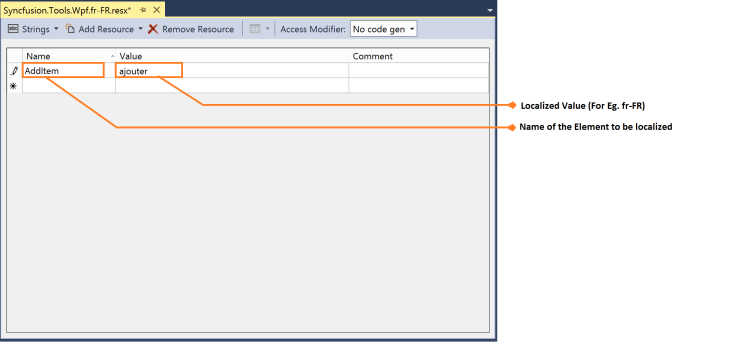 Syncfusion.Tools.Wpf.fr-FR.resx*
abc Strings Add Resource Remove Resource Access Modifier: No code gen
Name Value Comment
AddItem ajouter
Localized Value (For Eg. fr-FR)
Name of the Element to be localized